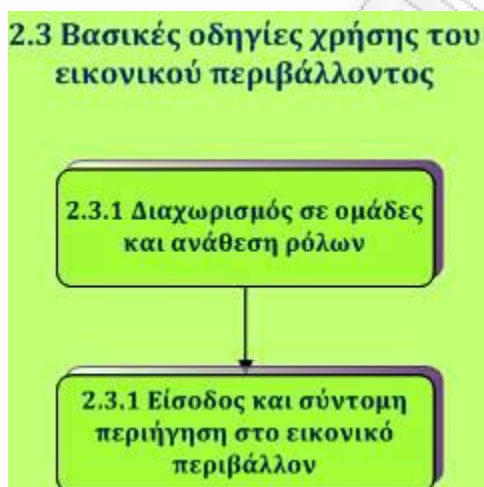 2.3 Βασικές οδηγίες χρήσης του
εικονικού περιβάλλοντος
2.3.1 Διαχωρισμός σε ομάδες
και ανάθεση ρόλων
2.3.1 Είσοδος και σύντομη
περιήγηση στο εικονικό
περιβάλλον